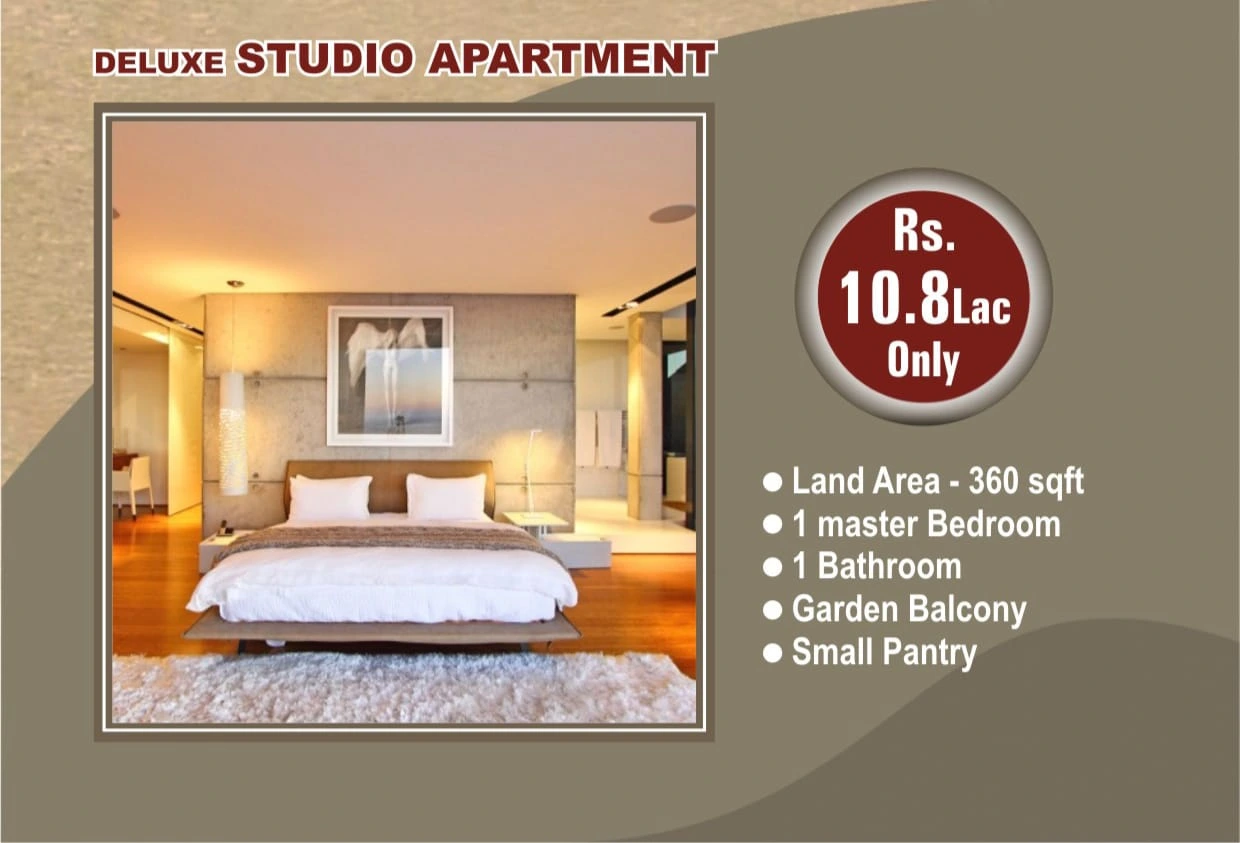 DELUXE STUDIO APARTMENT
Rs.
10.8Lac
Only
● Land Area - 360 sqft
● 1 master Bedroom
● 1 Bathroom
● Garden Balcony
● Small Pantry